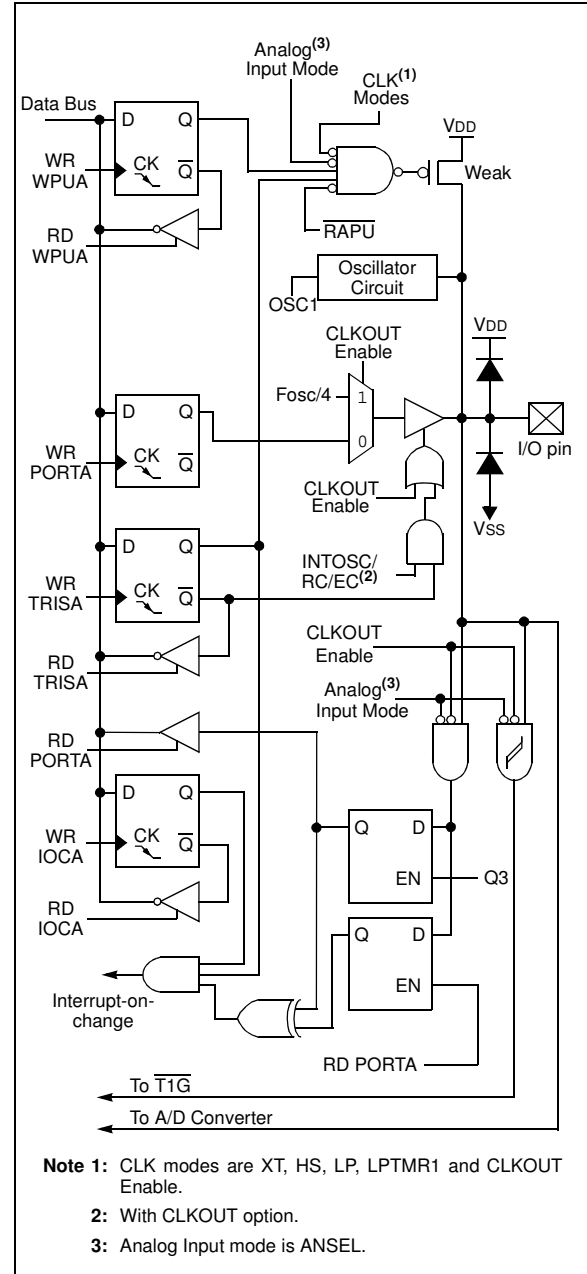 Analog(3)
Input Mode
CLK(1)
Modes
Data Bus
VDD
D Q
WR
WPUA
CK Q
Weak
RD
WPUA
RAPU
Oscillator
Circuit
OSC1
CLKOUT
Enable
VDD
Fosc/4
1
D Q
0
WR
PORTA
CK Q
I/O pin
CLKOUT
Enable
VSS
D Q
INTOSC/
RC/EC(2)
WR
TRISA
CK Q
CLKOUT
Enable
RD
TRISA
Analog(3)
Input Mode
RD
PORTA
D Q
WR
IOCA
CK Q
Q D
EN
Q3
RD
IOCA
Q D
EN
Interrupt-on-
change
RD PORTA
To T1G
To A/D Converter
Note 1: CLK modes are XT, HS, LP, LPTMR1 and CLKOUT
Enable.
2: With CLKOUT option.
3: Analog Input mode is ANSEL.